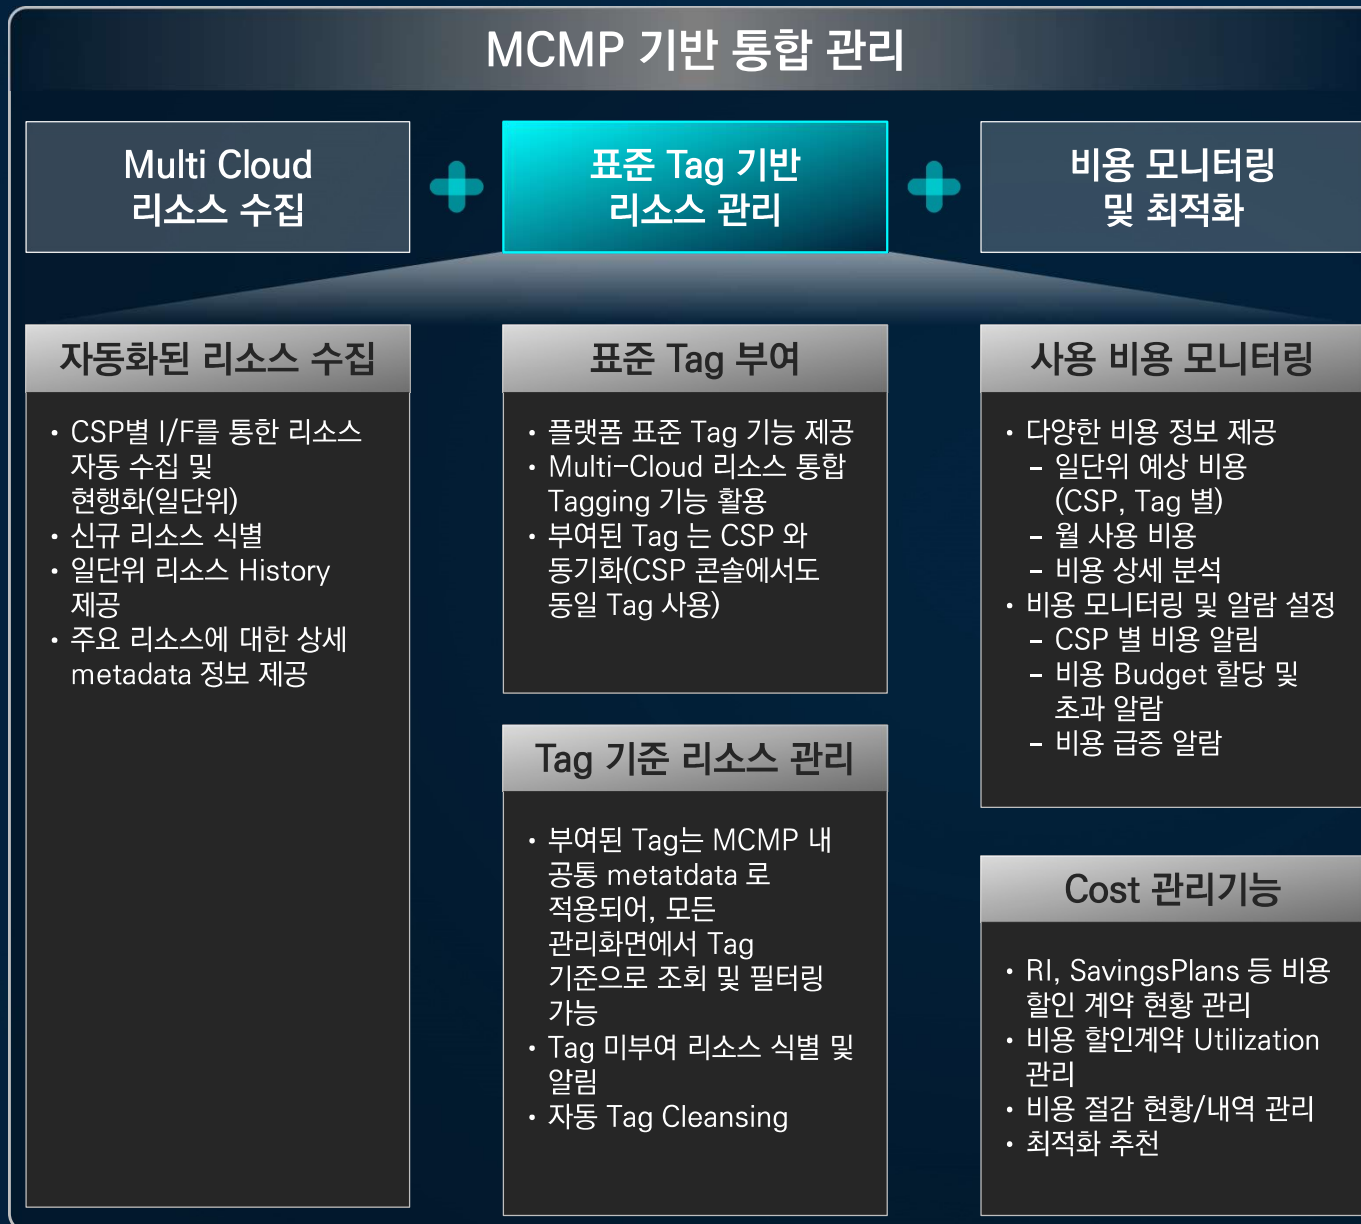 MCMP 기반 통합 관리
Multi Cloud
리소스 수집
표준 Tag 기반
리소스 관리
비용 모니터링
및 최적화
자동화된 리소스 수집
• CSP별 I/F를 통한 리소스
자동 수집 및
현행화(일단위)
• 신규 리소스 식별
• 일단위 리소스 History
제공
• 주요 리소스에 대한 상세
metadata 정보 제공
표준 Tag 부여
• 플랫폼 표준 Tag 기능 제공
• Multi-Cloud 리소스 통합
Tagging 기능 활용
• 부여된 Tag 는 CSP 와
동기화(CSP 콘솔에서도
동일 Tag 사용)
Tag 기준 리소스 관리
• 부여된 Tag는 MCMP 내
공통 metatdata 로
적용되어, 모든
관리화면에서 Tag
기준으로 조회 및 필터링
가능
• Tag 미부여 리소스 식별 및
알림
• 자동 Tag Cleansing
사용 비용 모니터링
• 다양한 비용 정보 제공
– 일단위 예상 비용
(CSP, Tag 별)
– 월 사용 비용
– 비용 상세 분석
• 비용 모니터링 및 알람 설정
– CSP 별 비용 알림
– 비용 Budget 할당 및
초과 알람
– 비용 급증 알람
Cost 관리기능
• RI, SavingsPlans 등 비용
할인 계약 현황 관리
• 비용 할인계약 Utilization
관리
• 비용 절감 현황/내역 관리
• 최적화 추천